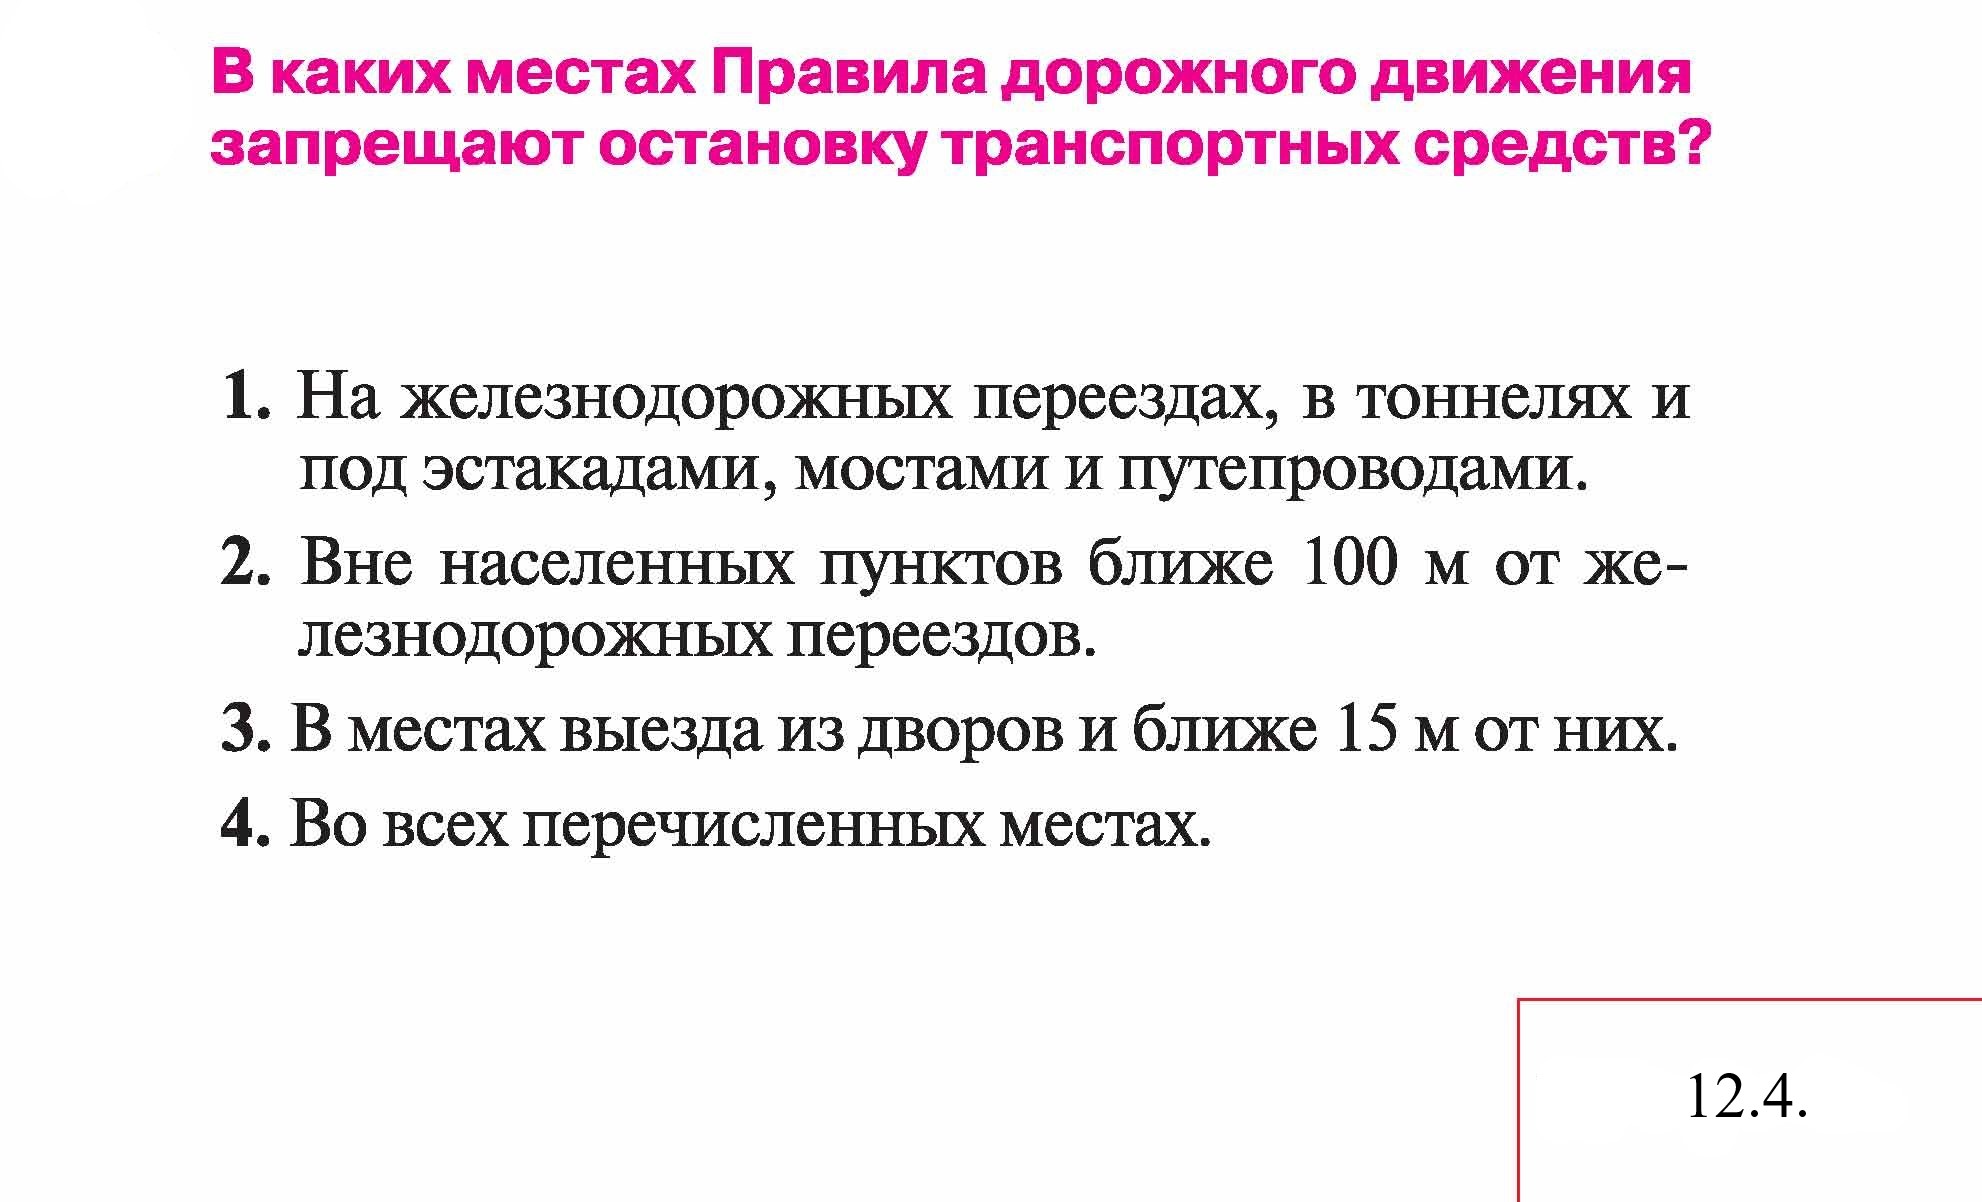 В каких местах Правила дорожного движения
запрещают остановку транспортных средств?
1. На железнодорожных переездах, в тоннелях и
под эстакадами, мостами и путепроводами.
2. Вне населенных пунктов ближе 100 м от же-
лезнодорожных переездов.
3. В местах выезда из дворов и ближе 15 м от них.
4. Во всех перечисленных местах.
12.4.